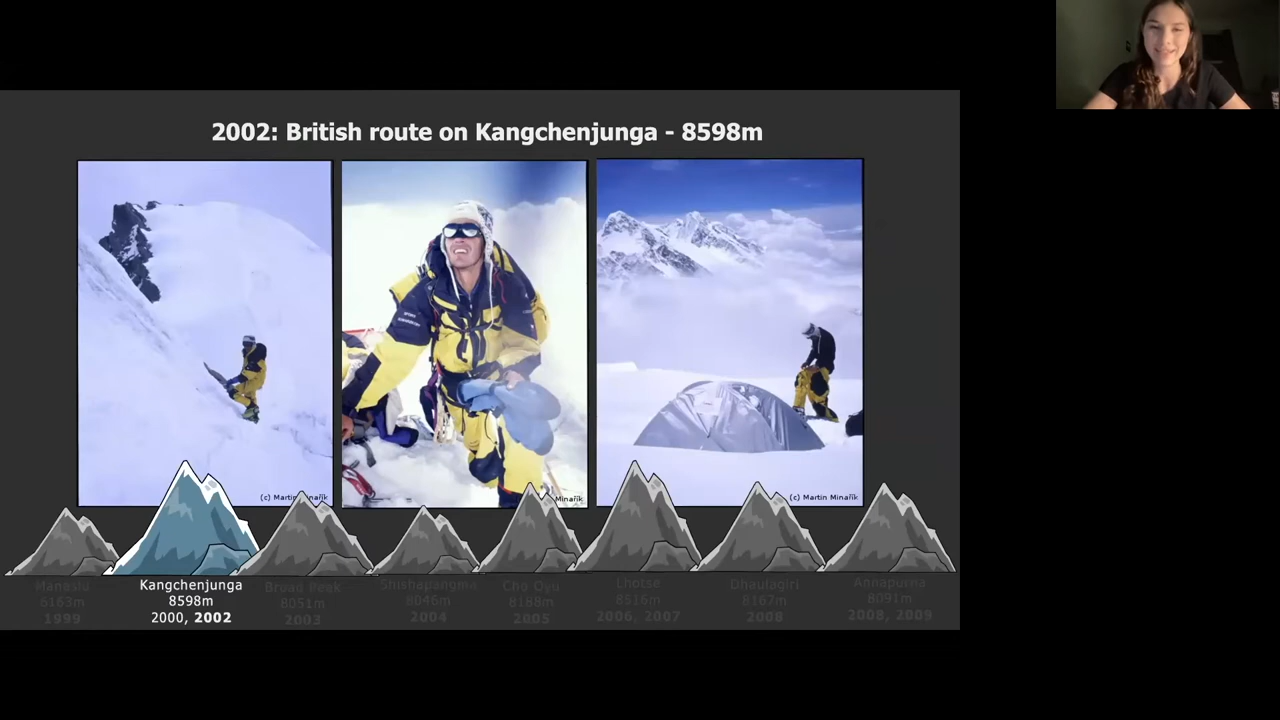 2002: British route on Kangchenjunga - 8598m
(c) Martin Minařík
Minařík
(c) Martin Minařík
Manaslu
8163m
1999
Kangchenjunga
8598m
2000, 2002
Broad Peak
8051m
2003
Shishapangma
8046m
2004
Cho Oyu
8188m
2005
Lhotse
8516m
2006, 2007
Dhaulagiri
8167m
2008
Annapurna
8091m
2008, 2009